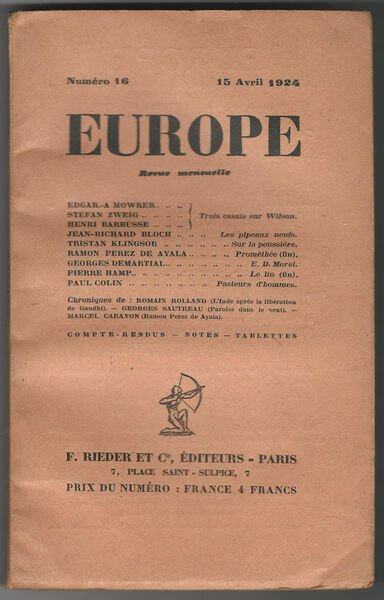 Numéro 16 15 Avril 1924
EUROPE
Revue mensuelle
EDGAR-A MOWRER.. .. ..
STÉFAN ZWEIG .. .. .. ..
HENRI BARBUSSE .. .. ..
Trois essais sur Wilson.
JEAN-RICHARD BLOCH .. .. .. Les pipeaux neufs.
TRISTAN KLINGSOR .. .. .. .. .. Sur la poussière.
RAMON PEREZ DE AYALA.. .. .. Prométhée (fin).
GEORGES DEMARTIAL.. .. .. .. .. E. D. Morel.
PIERRE HAMP.. .. .. .. .. .. .. .. Le lin (fin).
PAUL COLIN .. .. .. .. .. .. Pasteurs d'hommes.
Chroniques de : ROMAIN ROLLAND (L'Inde après la libération
de Gandhi). — GEORGES SAUTREAU (Paroles dans le vent). —
MARCEL CARAYON (Ramon Perez de Ayala).
COMPTE-RENDUS — NOTES — TABLETTES
F. RIEDER ET Cie, ÉDITEURS - PARIS
7, PLACE SAINT-SULPICE, 7
PRIX DU NUMÉRO : FRANCE 4 FRANCS